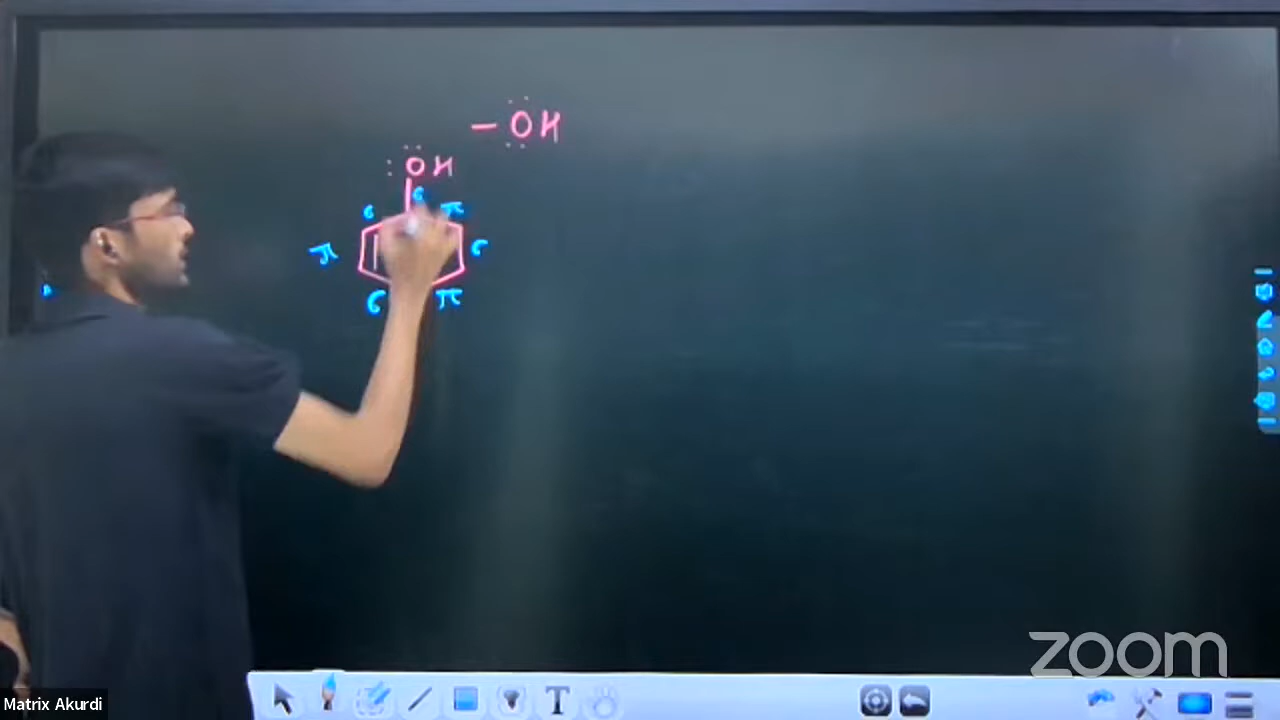 – OH
: OH
σ
σ π
π σ
σ π
T
zoom
Matrix Akurdi